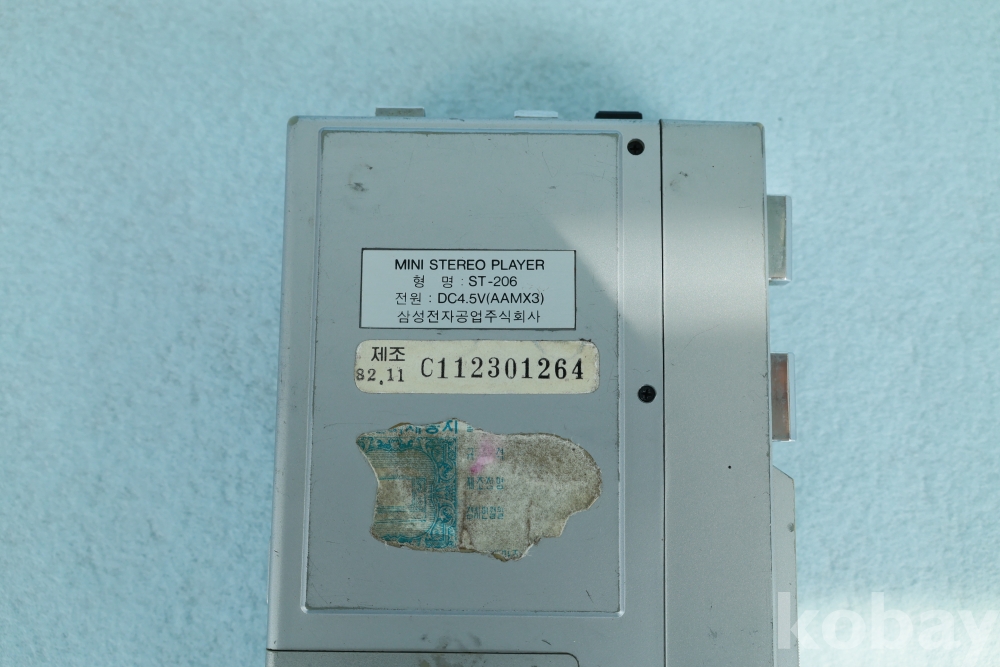 MINI STEREO PLAYER
형 명 : ST-206
전원 : DC4.5V(AAMX3)
삼성전자공업주식회사
제조
82.11 C112301264
kobay